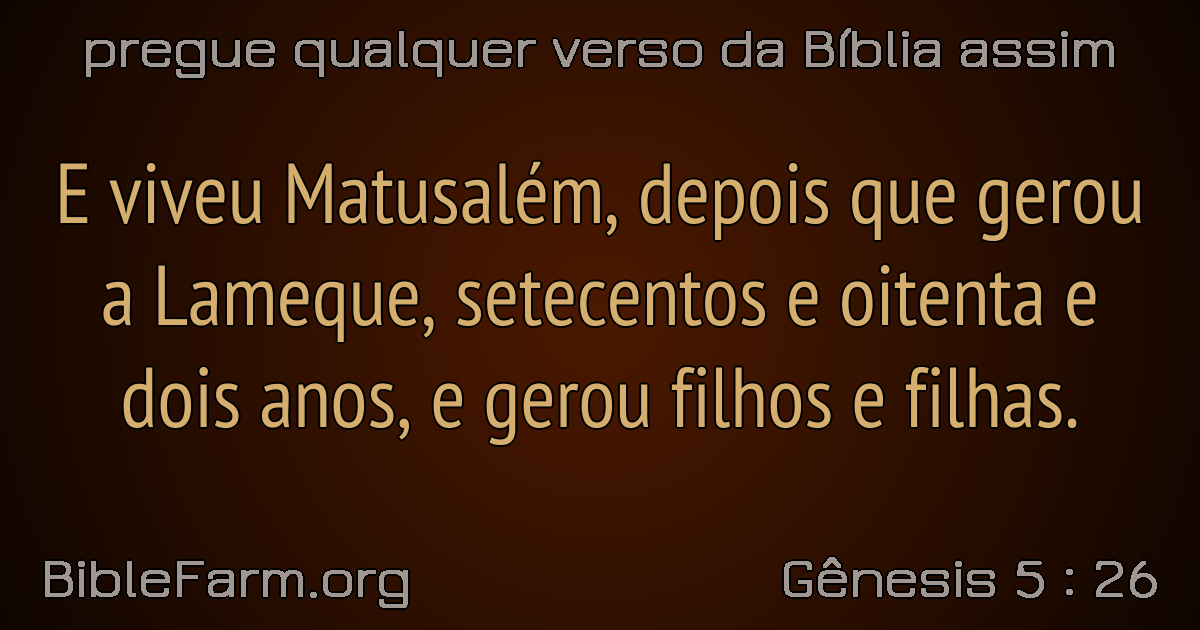 pregue qualquer verso da Bíblia assim
E viveu Matusalém, depois que gerou
a Lameque, setecentos e oitenta e
dois anos, e gerou filhos e filhas.
BibleFarm.org
Gênesis 5 : 26